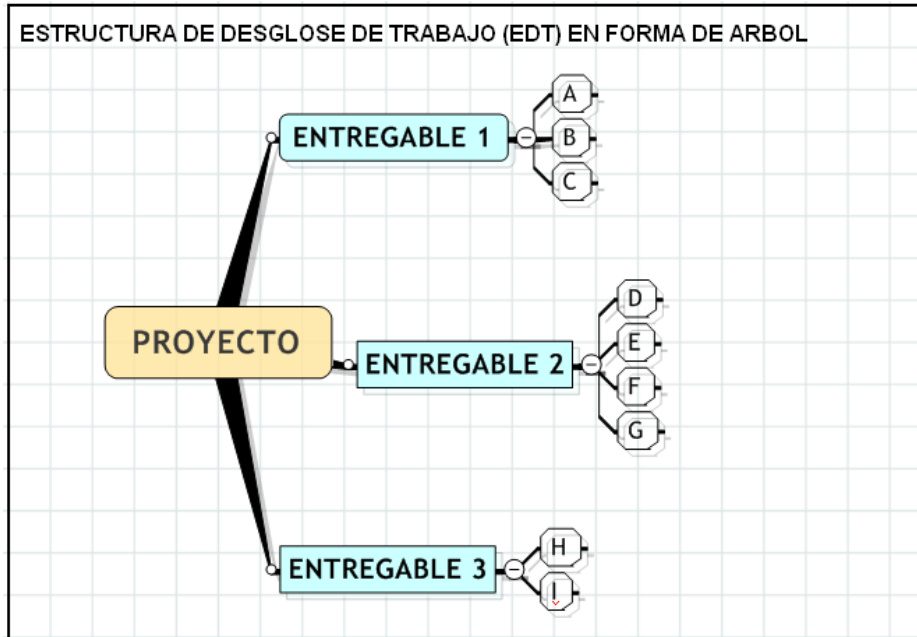 ESTRUCTURA DE DESGLOSE DE TRABAJO (EDT) EN FORMA DE ARBOL
ENTREGABLE 1
A
B
C
PROYECTO
ENTREGABLE 2
D
E
F
G
ENTREGABLE 3
H
I